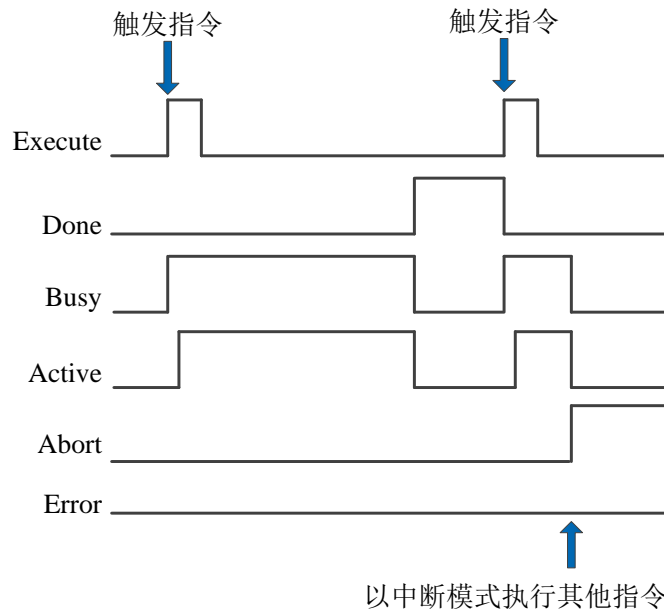 触发指令 触发指令
Execute
Done
Busy
Active
Abort
Error
以中断模式执行其他指令